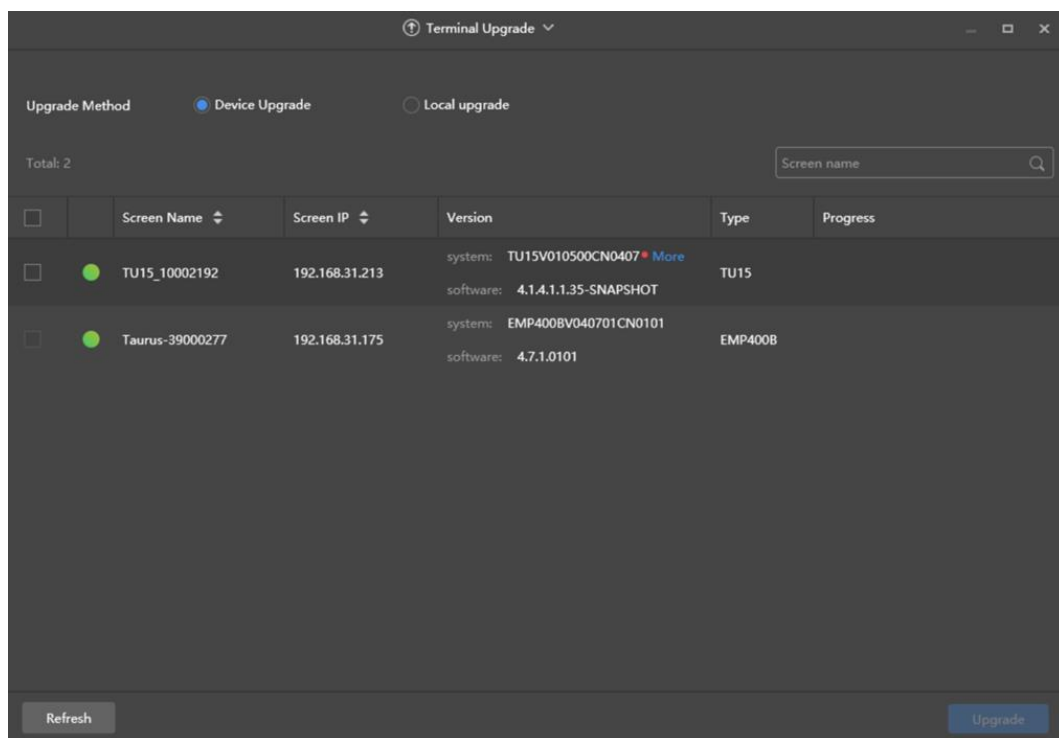 Terminal Upgrade
Upgrade Method Device Upgrade Local upgrade
Total: 2 Screen name
Screen Name Screen IP Version Type Progress
system: TU15V010500CN0407 More
TU15_10002192 192.168.31.213 TU15
software: 4.1.4.1.1.35-SNAPSHOT
system: EMP400BV040701CN0101
Taurus-39000277 192.168.31.175 EMP400B
software: 4.7.1.0101
Refresh Upgrade